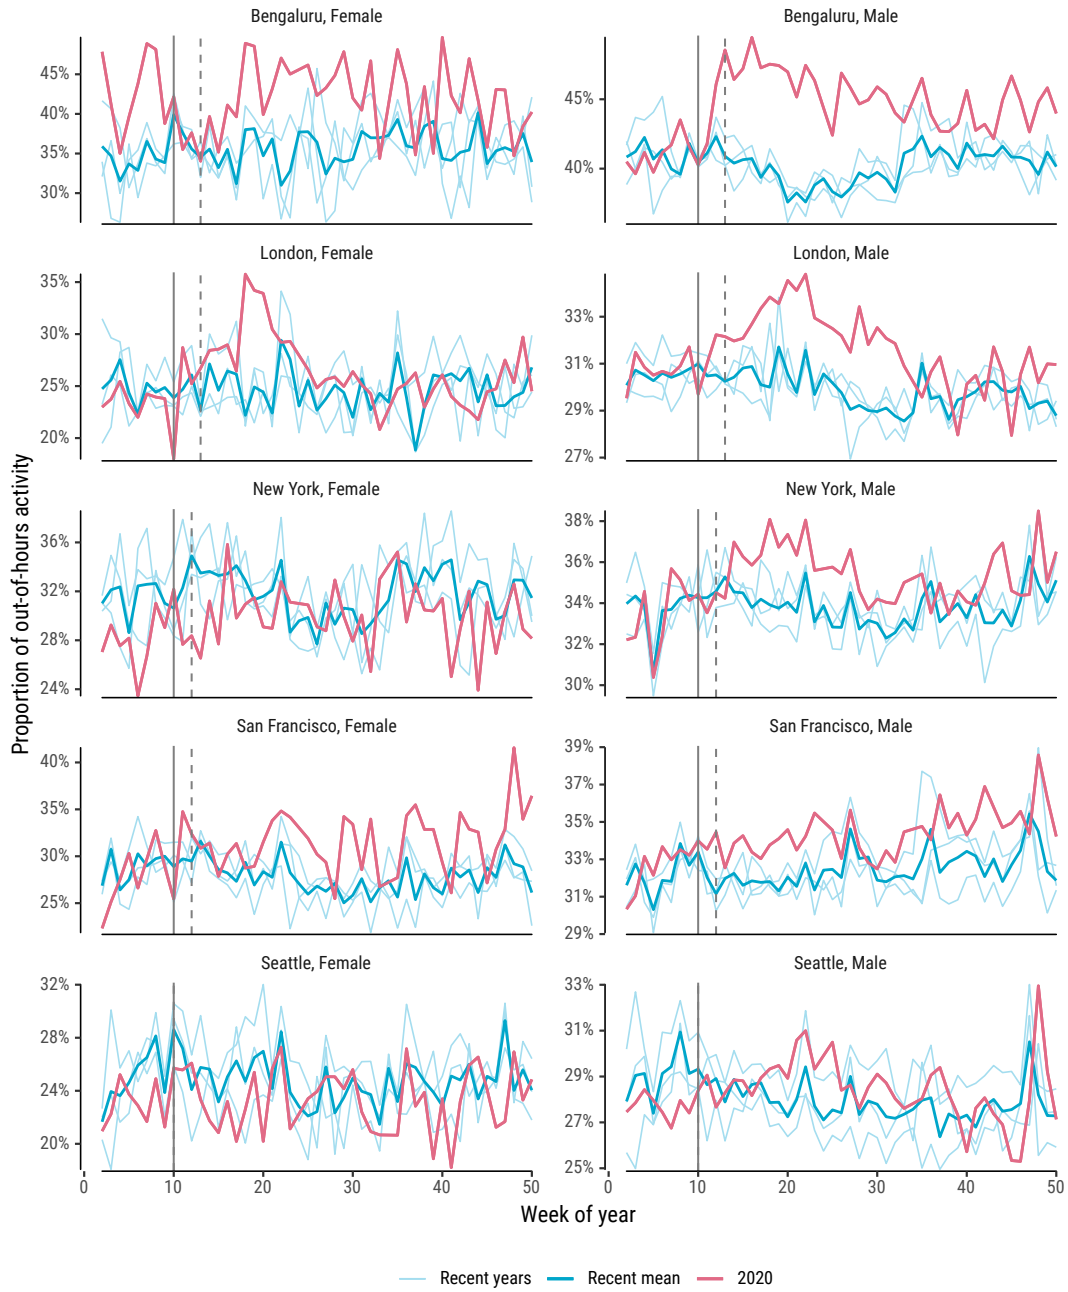 Bengaluru, Female
Bengaluru, Male
45%
40%
35%
30%
45%
40%
London, Female
London, Male
35%
30%
25%
20%
33%
31%
29%
27%
New York, Female
New York, Male
36%
32%
28%
24%
38%
36%
34%
32%
30%
San Francisco, Female
San Francisco, Male
40%
35%
30%
25%
39%
37%
35%
33%
31%
29%
Seattle, Female
Seattle, Male
32%
28%
24%
20%
33%
31%
29%
27%
25%
0 10 20 30 40 50
0 10 20 30 40 50
Proportion of out-of-hours activity
Week of year
Recent years Recent mean 2020